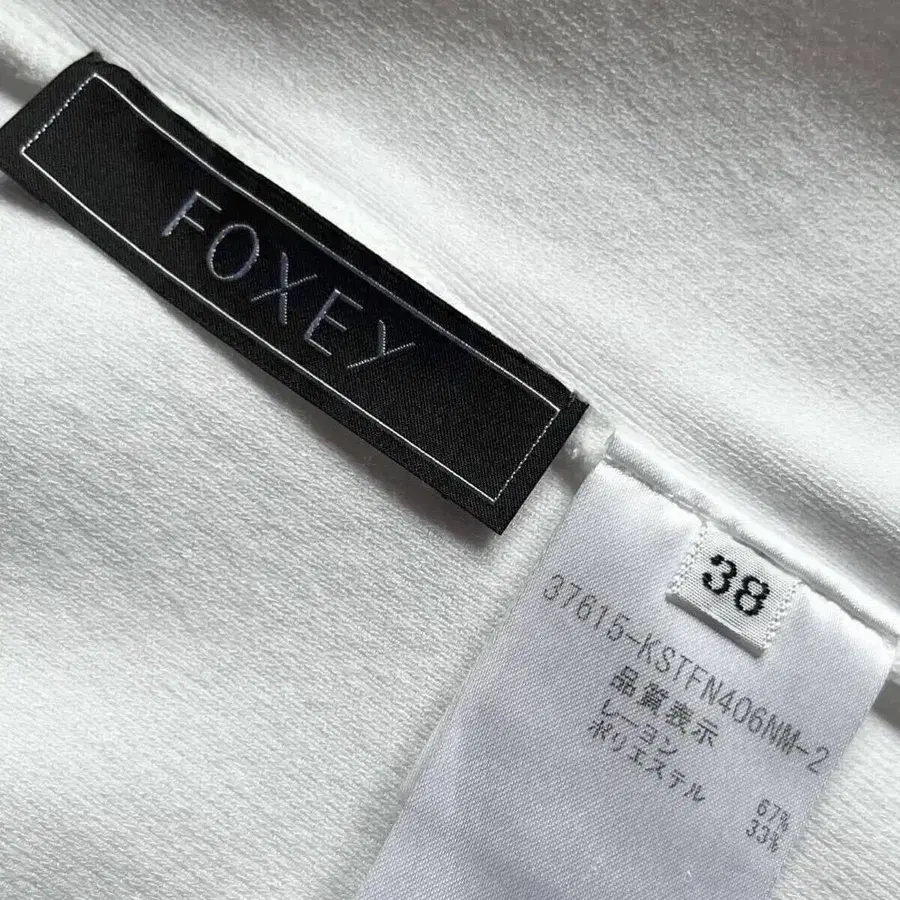 FOXEY
38
37615-KSTFN406NM-2
品質表示
レーヨン 67%
ポリエステル 33%